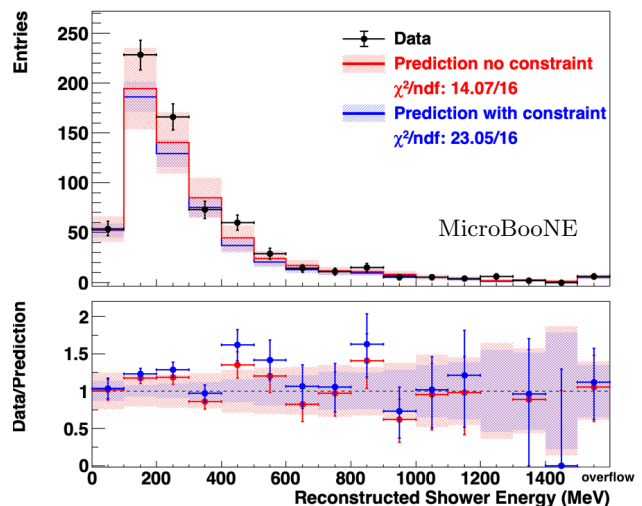 Entries
250
200
150
100
50
0
Data
Prediction no constraint
χ²/ndf: 14.07/16
Prediction with constraint
χ²/ndf: 23.05/16
MicroBooNE
Data/Prediction
2
1.5
1
0.5
0
0 200 400 600 800 1000 1200 1400 overflow
Reconstructed Shower Energy (MeV)